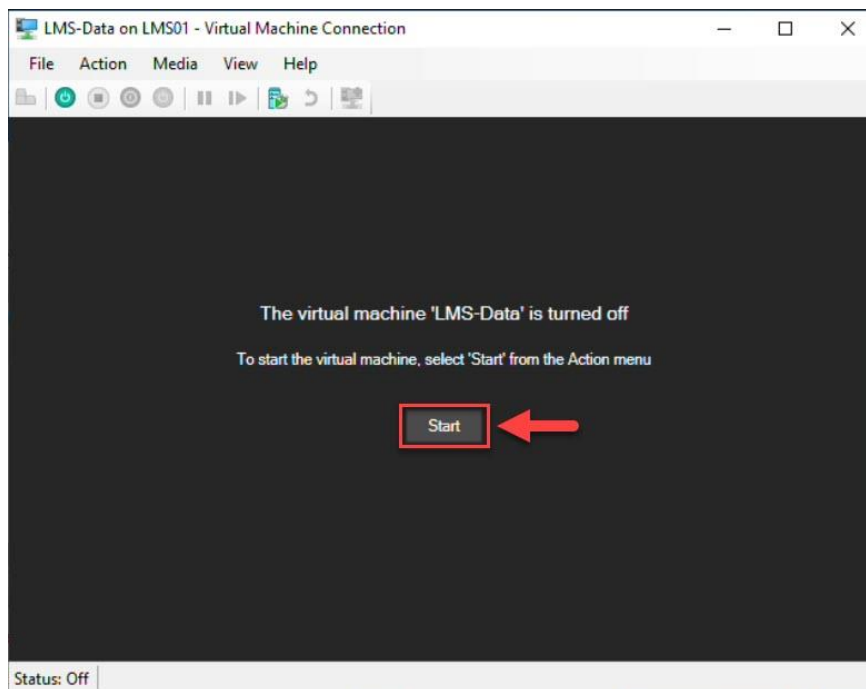 LMS-Data on LMS01 - Virtual Machine Connection
File Action Media View Help
The virtual machine 'LMS-Data' is turned off
To start the virtual machine, select 'Start' from the Action menu
Start
Status: Off